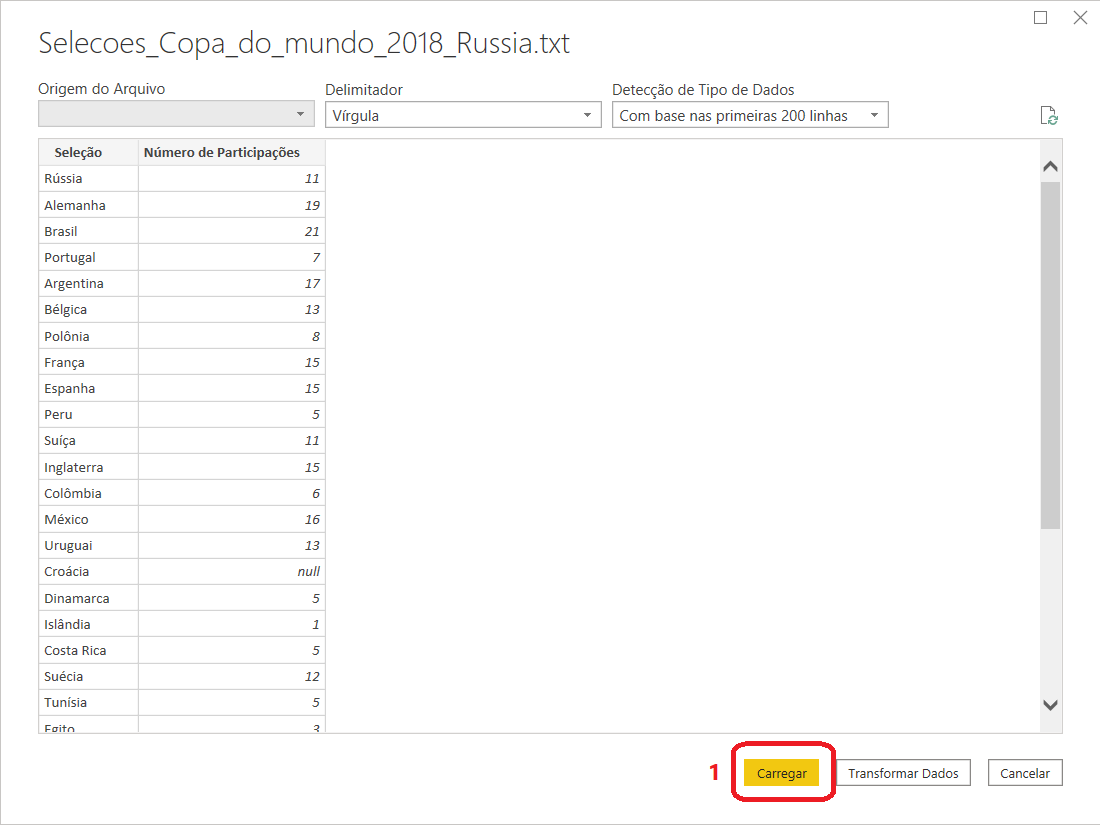 Selecoes_Copa_do_mundo_2018_Russia.txt
Origem do Arquivo Delimitador Detecção de Tipo de Dados
Vírgula Com base nas primeiras 200 linhas
Seleção Número de Participações
Rússia 11
Alemanha 19
Brasil 21
Portugal 7
Argentina 17
Bélgica 13
Polônia 8
França 15
Espanha 15
Peru 5
Suíça 11
Inglaterra 15
Colômbia 6
México 16
Uruguai 13
Croácia null
Dinamarca 5
Islândia 1
Costa Rica 5
Suécia 12
Tunísia 5
Egito 3
1 Carregar Transformar Dados Cancelar